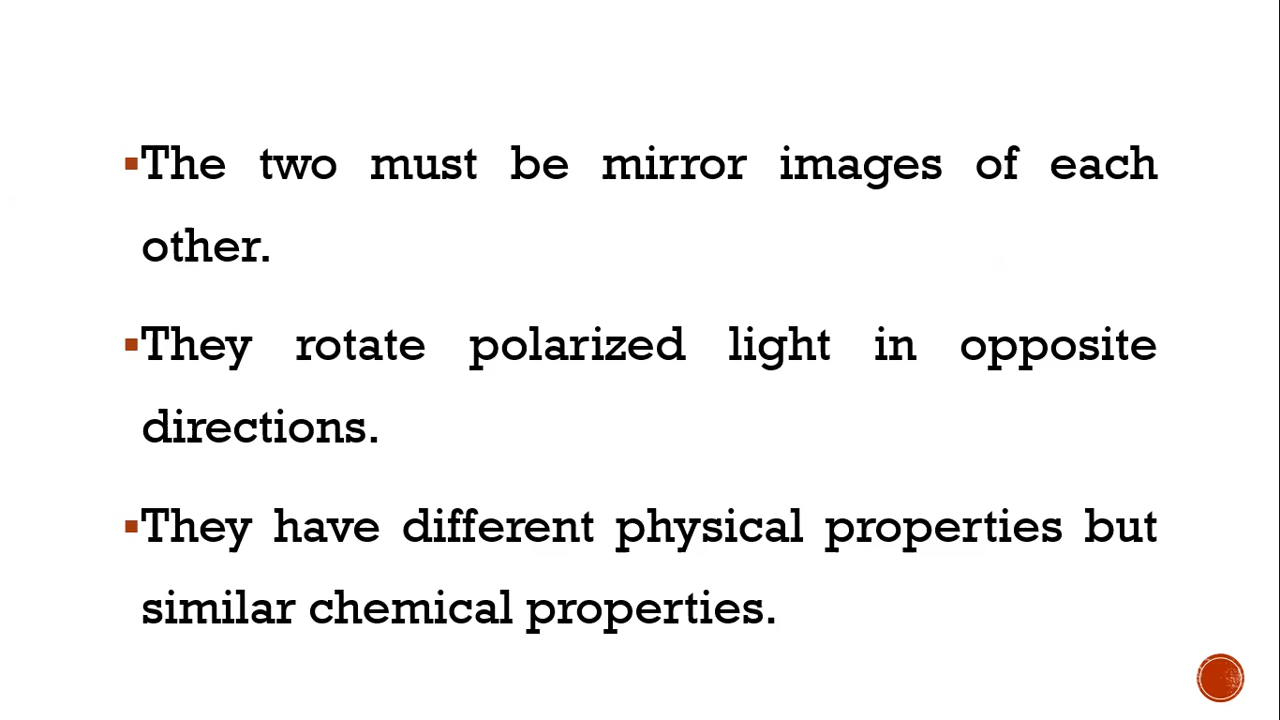 ▪The two must be mirror images of each
other.
▪They rotate polarized light in opposite
directions.
▪They have different physical properties but
similar chemical properties.